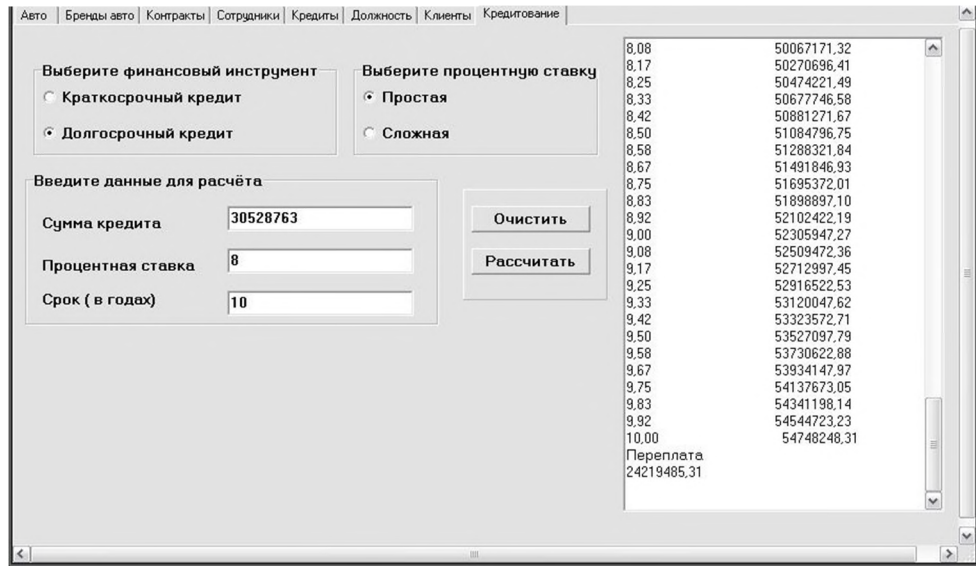 Авто Бренды авто Контракты Сотрудники Кредиты Должность Клиенты Кредитование
Выберите финансовый инструмент
Краткосрочный кредит
Долгосрочный кредит
Выберите процентную ставку
Простая
Сложная
Введите данные для расчёта
Сумма кредита 30528763
Процентная ставка 8
Срок ( в годах) 10
Очистить
Рассчитать
8,08 50067171,32
8,17 50270696,41
8,25 50474221,49
8,33 50677746,58
8,42 50881271,67
8,50 51084796,75
8,58 51288321,84
8,67 51491846,93
8,75 51695372,01
8,83 51898897,10
8,92 52102422,19
9,00 52305947,27
9,08 52509472,36
9,17 52712997,45
9,25 52916522,53
9,33 53120047,62
9,42 53323572,71
9,50 53527097,79
9,58 53730622,88
9,67 53934147,97
9,75 54137673,05
9,83 54341198,14
9,92 54544723,23
10,00 54748248,31
Переплата
24219485,31